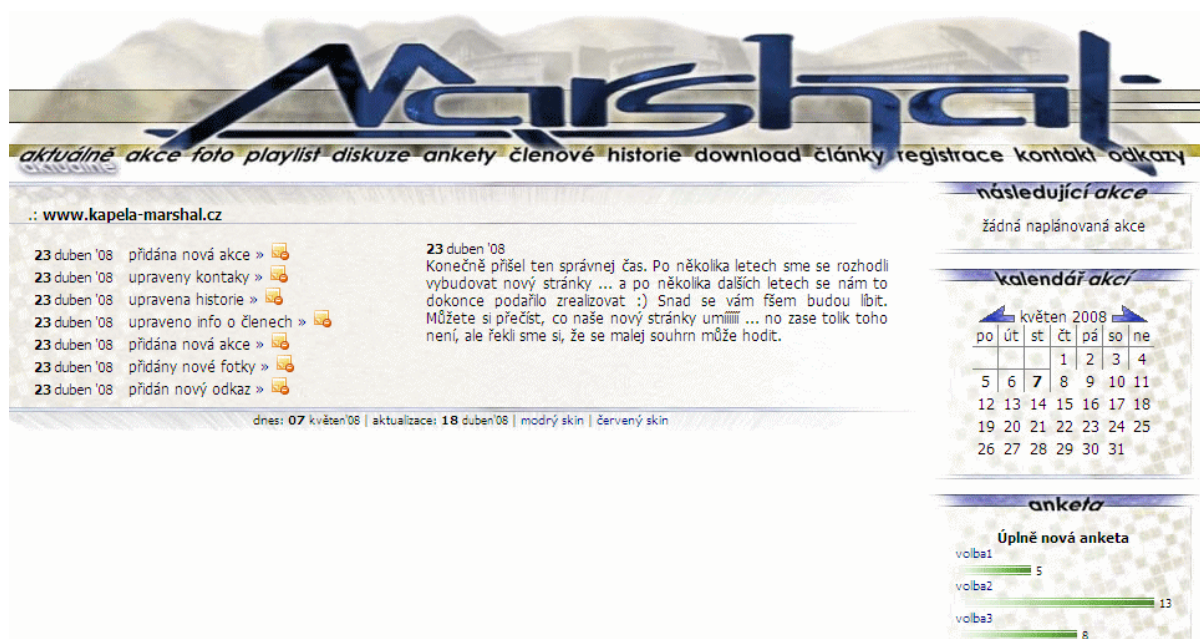 Marshal
aktuálně akce foto playlist diskuze ankety členové historie download články registrace kontakt odkazy
.: www.kapela-marshal.cz
23 duben '08 přidána nová akce »
23 duben '08 upraveny kontaky »
23 duben '08 upravena historie »
23 duben '08 upraveno info o členech »
23 duben '08 přidána nová akce »
23 duben '08 přidány nové fotky »
23 duben '08 přidán nový odkaz »
23 duben '08
Konečně přišel ten správnej čas. Po několika letech sme se rozhodli
vybudovat nový stránky ... a po několika dalších letech se nám to
dokonce podařilo zrealizovat :) Snad se vám fšem budou líbit.
Můžete si přečíst, co naše nový stránky umííííí ... no zase tolik toho
není, ale řekli sme si, že se malej souhrn může hodit.
dnes: 07 květen'08 | aktualizace: 18 duben'08 | modrý skin | červený skin
následující akce
žádná naplánovaná akce
kalendář akcí
květen 2008
po út st čt pá so ne
1 2 3 4
5 6 7 8 9 10 11
12 13 14 15 16 17 18
19 20 21 22 23 24 25
26 27 28 29 30 31
anketa
Úplně nová anketa
volba1
5
volba2
13
volba3
8